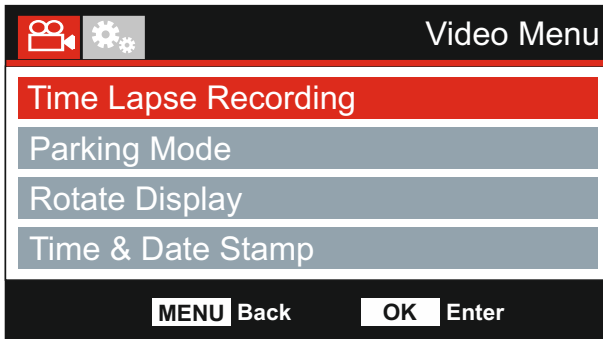 Video Menu
Time Lapse Recording
Parking Mode
Rotate Display
Time & Date Stamp
MENU Back OK Enter